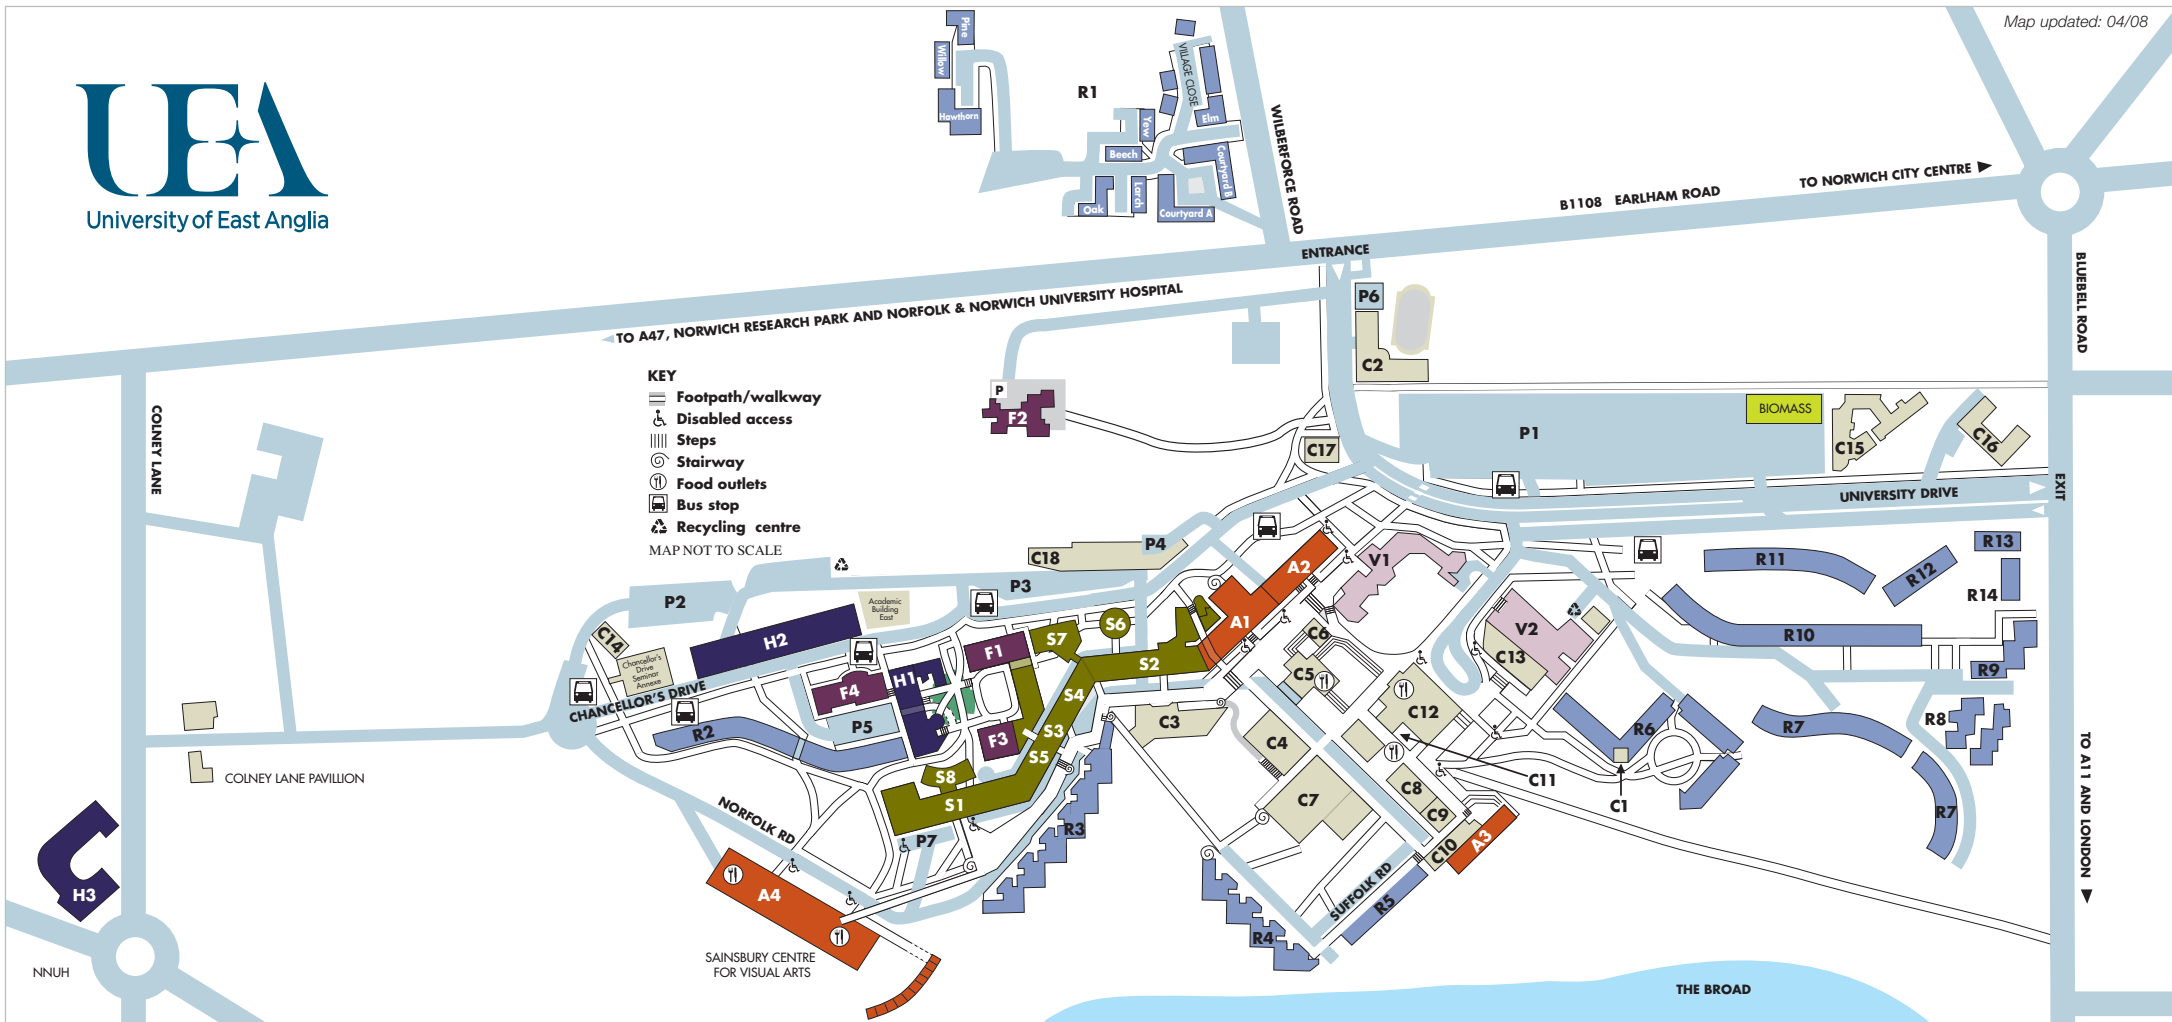 Map updated: 04/08
UEA
University of East Anglia
Pine
Willow
Hawthorn
R1
VILLAGE CLOSE
Elm
Yew
Beech
Courtyard B
Oak
Larch
Courtyard A
WILBERFORCE ROAD
B1108 EARLHAM ROAD
TO NORWICH CITY CENTRE
ENTRANCE
BLUEBELL ROAD
TO A47, NORWICH RESEARCH PARK AND NORFOLK & NORWICH UNIVERSITY HOSPITAL
P6
C2
KEY
Footpath/walkway
Disabled access
Steps
Stairway
Food outlets
Bus stop
Recycling centre
MAP NOT TO SCALE
COLNEY LANE
P
F2
C17
P1
BIOMASS
C15
C16
EXIT
UNIVERSITY DRIVE
C18
P4
P3
P2
Academic
Building
East
C14
Chancellor's
Drive
Seminar
Annexe
H2
CHANCELLOR'S DRIVE
F4
H1
F1
S7
S6
S2
A1
A2
V1
V2
C13
C6
C5
C12
C3
C4
C7
C8
C9
C10
C11
C1
A3
R11
R12
R13
R14
R10
R9
R8
R7
R7
R6
R2
P5
F3
S4
S3
S5
S8
S1
P7
R3
R4
R5
SUFFOLK RD
NORFOLK RD
A4
SAINSBURY CENTRE
FOR VISUAL ARTS
COLNEY LANE PAVILLION
H3
NNUH
TO A11 AND LONDON
THE BROAD